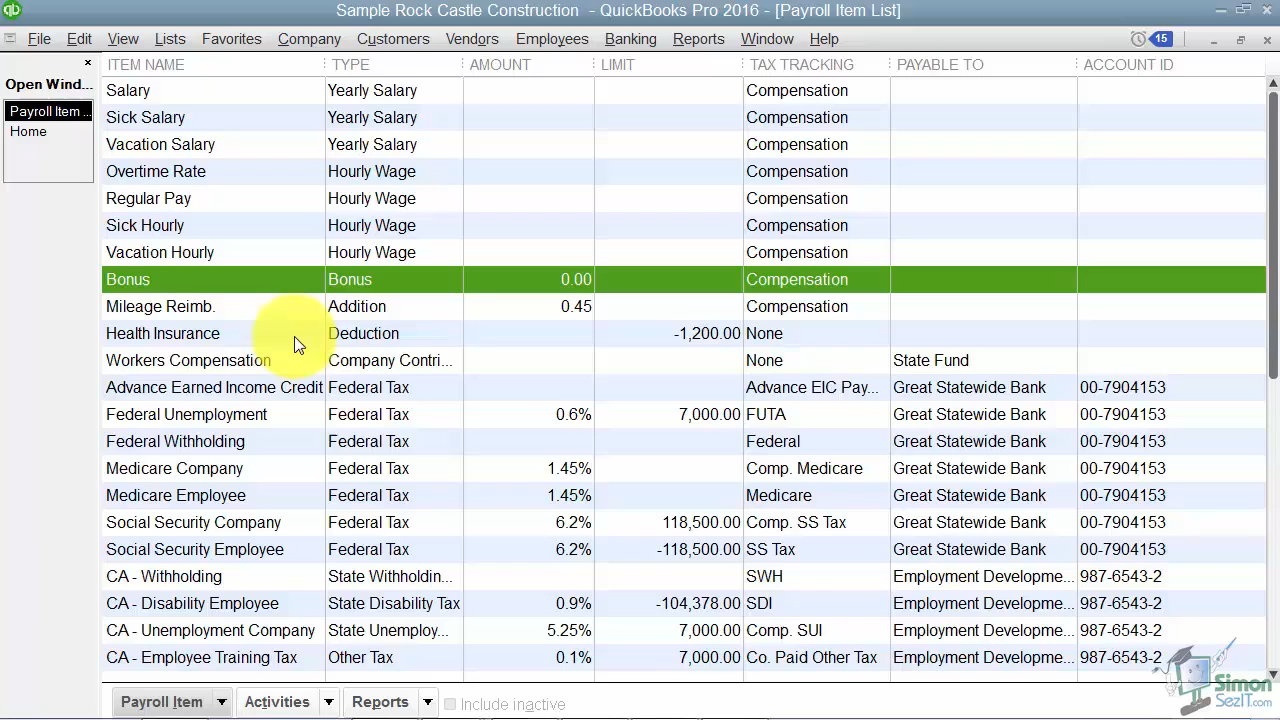 Sample Rock Castle Construction - QuickBooks Pro 2016 - [Payroll Item List]
File Edit View Lists Favorites Company Customers Vendors Employees Banking Reports Window Help 15
Open Wind...
Payroll Item ...
Home
ITEM NAME TYPE AMOUNT LIMIT TAX TRACKING PAYABLE TO ACCOUNT ID
Salary Yearly Salary Compensation
Sick Salary Yearly Salary Compensation
Vacation Salary Yearly Salary Compensation
Overtime Rate Hourly Wage Compensation
Regular Pay Hourly Wage Compensation
Sick Hourly Hourly Wage Compensation
Vacation Hourly Hourly Wage Compensation
Bonus Bonus 0.00 Compensation
Mileage Reimb. Addition 0.45 Compensation
Health Insurance Deduction -1,200.00 None
Workers Compensation Company Contri... None State Fund
Advance Earned Income Credit Federal Tax Advance EIC Pay... Great Statewide Bank 00-7904153
Federal Unemployment Federal Tax 0.6% 7,000.00 FUTA Great Statewide Bank 00-7904153
Federal Withholding Federal Tax Federal Great Statewide Bank 00-7904153
Medicare Company Federal Tax 1.45% Comp. Medicare Great Statewide Bank 00-7904153
Medicare Employee Federal Tax 1.45% Medicare Great Statewide Bank 00-7904153
Social Security Company Federal Tax 6.2% 118,500.00 Comp. SS Tax Great Statewide Bank 00-7904153
Social Security Employee Federal Tax 6.2% -118,500.00 SS Tax Great Statewide Bank 00-7904153
CA - Withholding State Withholdin... SWH Employment Developme... 987-6543-2
CA - Disability Employee State Disability Tax 0.9% -104,378.00 SDI Employment Developme... 987-6543-2
CA - Unemployment Company State Unemploy... 5.25% 7,000.00 Comp. SUI Employment Developme... 987-6543-2
CA - Employee Training Tax Other Tax 0.1% 7,000.00 Co. Paid Other Tax Employment Developme... 987-6543-2
Payroll Item Activities Reports Include inactive
Simon
SezIT.com